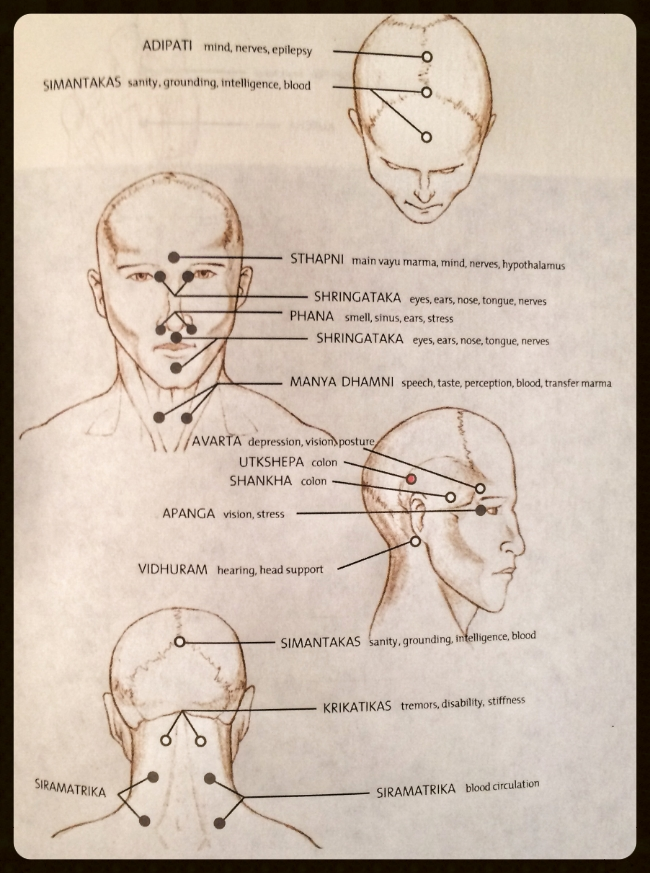 ADIPATI mind, nerves, epilepsy
SIMANTAKAS sanity, grounding, intelligence, blood
STHAPNI main vayu marma, mind, nerves, hypothalamus
SHRINGATAKA eyes, ears, nose, tongue, nerves
PHANA smell, sinus, ears, stress
SHRINGATAKA eyes, ears, nose, tongue, nerves
MANYA DHAMNI speech, taste, perception, blood, transfer marma
AVARTA depression, vision, posture
UTKSHEPA colon
SHANKHA colon
APANGA vision, stress
VIDHURAM hearing, head support
SIMANTAKAS sanity, grounding, intelligence, blood
KRIKATIKAS tremors, disability, stiffness
SIRAMATRIKA
SIRAMATRIKA blood circulation